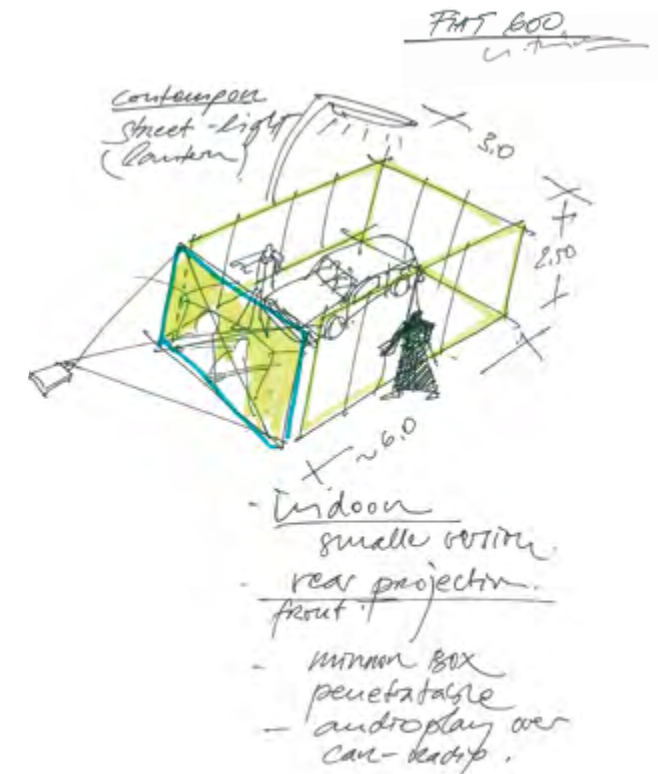 FIAT 600
contempon
street-light
(lantern)
3.0
2.50
~ 6.0
- Indoor
smaller version.
- rear projection.
front
- mirror Box
penetratable
- audioplay over
car-radio.